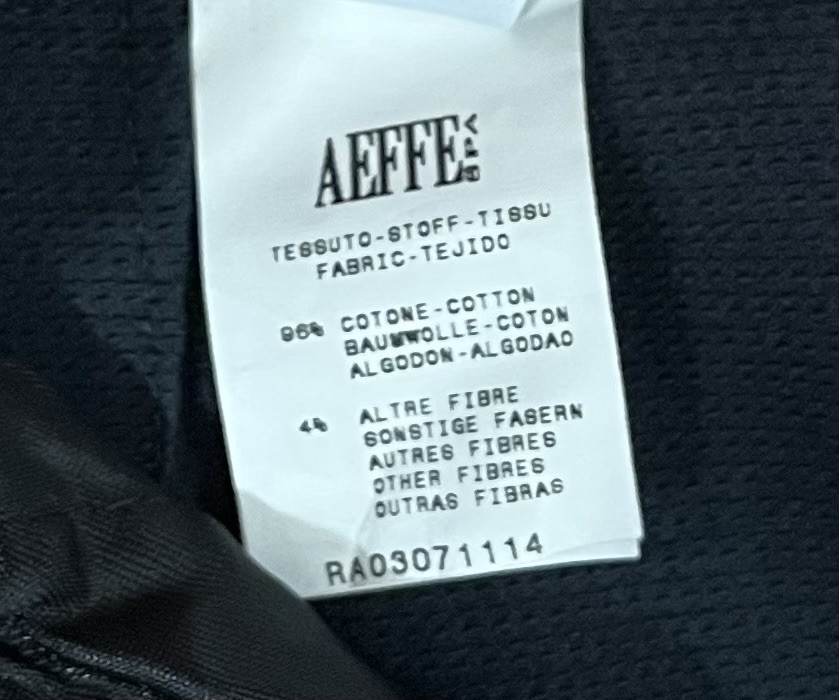 AEFFE SPA
TESSUTO-STOFF-TISSU
FABRIC-TEJIDO
96% COTONE-COTTON
BAUMWOLLE-COTON
ALGODON-ALGODAO
4% ALTRE FIBRE
SONSTIGE FASERN
AUTRES FIBRES
OTHER FIBRES
OUTRAS FIBRAS
RA03071114